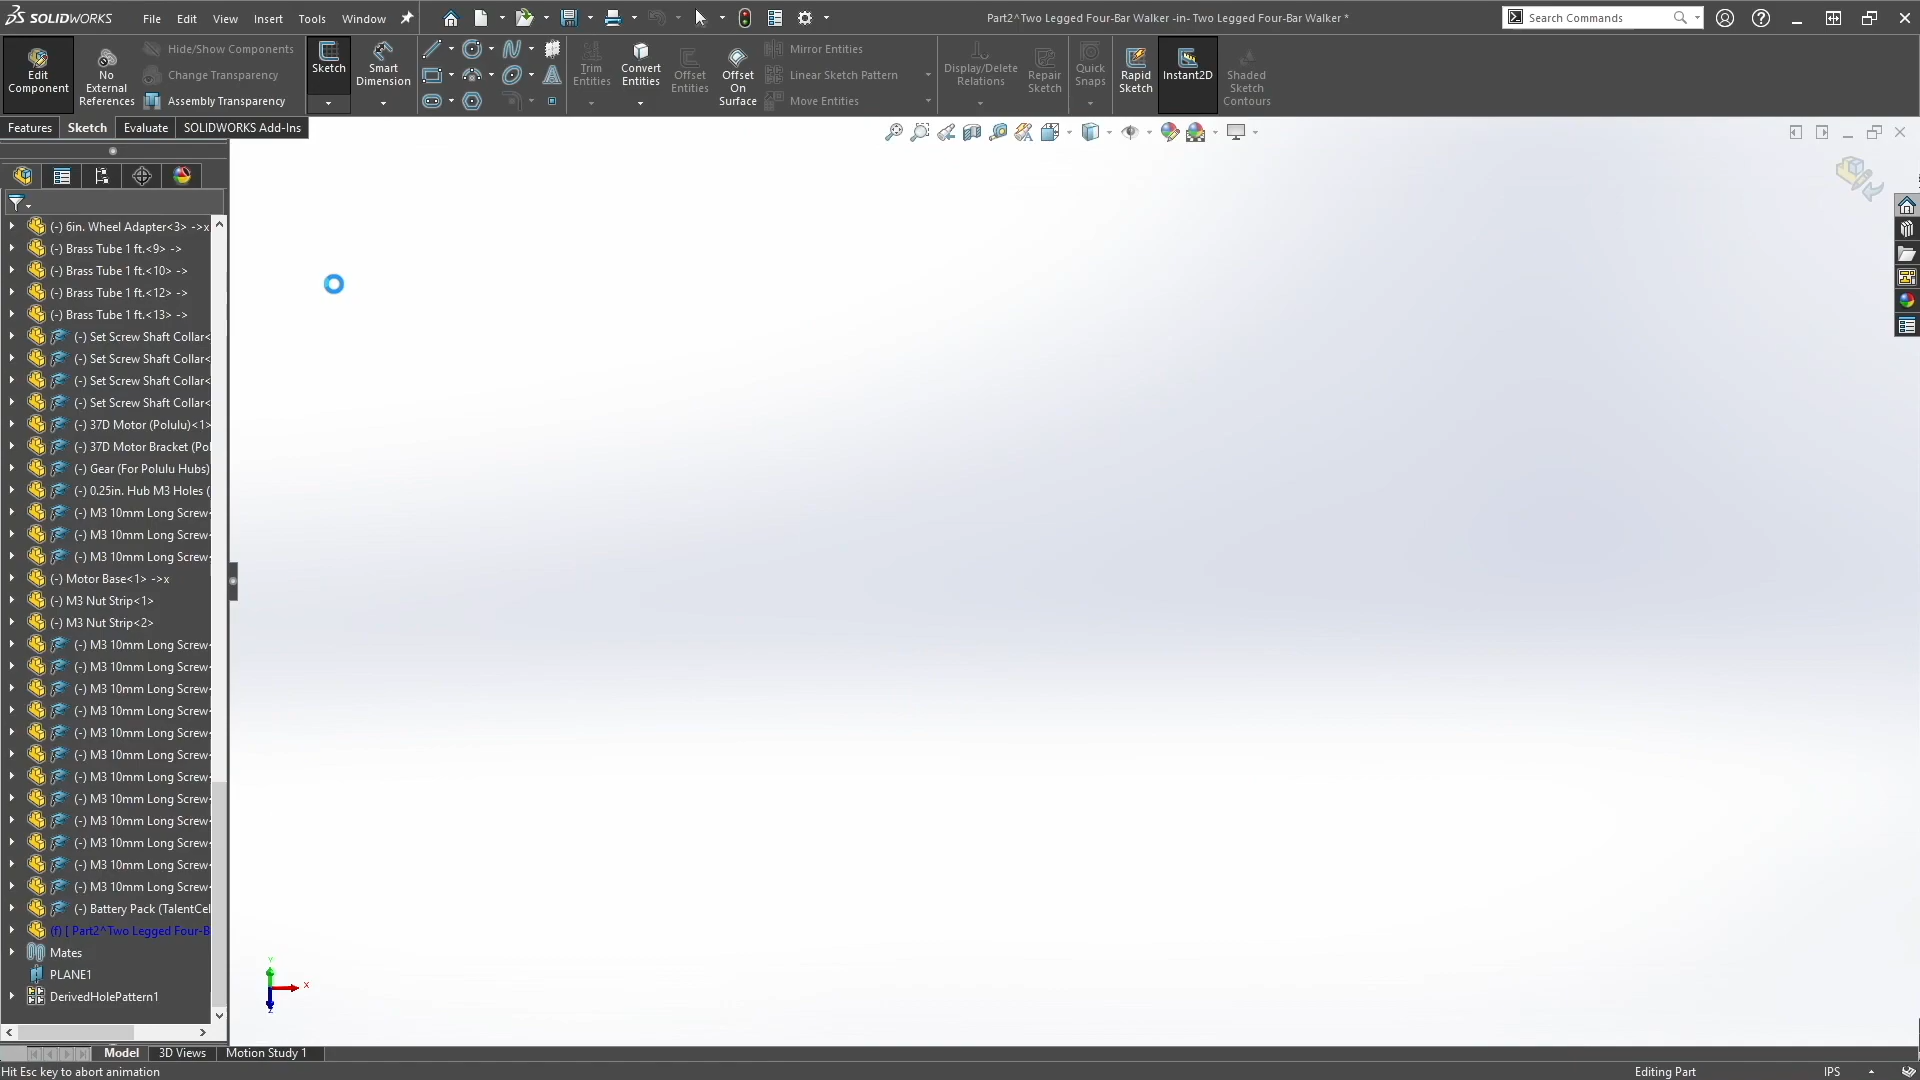 SOLIDWORKS
File Edit View Insert Tools Window
Part2^Two Legged Four-Bar Walker -in- Two Legged Four-Bar Walker *
Search Commands
Edit Component
No External References
Hide/Show Components
Change Transparency
Assembly Transparency
Sketch
Smart Dimension
Trim Entities
Convert Entities
Offset Entities
Offset On Surface
Mirror Entities
Linear Sketch Pattern
Move Entities
Display/Delete Relations
Repair Sketch
Quick Snaps
Rapid Sketch
Instant2D
Shaded Sketch Contours
Features Sketch Evaluate SOLIDWORKS Add-Ins
(-) 6in. Wheel Adapter<3> ->x
(-) Brass Tube 1 ft.<9> ->
(-) Brass Tube 1 ft.<10> ->
(-) Brass Tube 1 ft.<12> ->
(-) Brass Tube 1 ft.<13> ->
(-) Set Screw Shaft Collar<
(-) Set Screw Shaft Collar<
(-) Set Screw Shaft Collar<
(-) Set Screw Shaft Collar<
(-) 37D Motor (Polulu)<1>
(-) 37D Motor Bracket (Pol
(-) Gear (For Polulu Hubs)
(-) 0.25in. Hub M3 Holes (
(-) M3 10mm Long Screw
(-) M3 10mm Long Screw
(-) M3 10mm Long Screw
(-) Motor Base<1> ->x
(-) M3 Nut Strip<1>
(-) M3 Nut Strip<2>
(-) M3 10mm Long Screw
(-) M3 10mm Long Screw
(-) M3 10mm Long Screw
(-) M3 10mm Long Screw
(-) M3 10mm Long Screw
(-) M3 10mm Long Screw
(-) M3 10mm Long Screw
(-) M3 10mm Long Screw
(-) M3 10mm Long Screw
(-) M3 10mm Long Screw
(-) M3 10mm Long Screw
(-) M3 10mm Long Screw
(-) Battery Pack (TalentCel
(f) [ Part2^Two Legged Four-B
Mates
PLANE1
DerivedHolePattern1
Y
X
Z
Model 3D Views Motion Study 1
Hit Esc key to abort animation
Editing Part
IPS